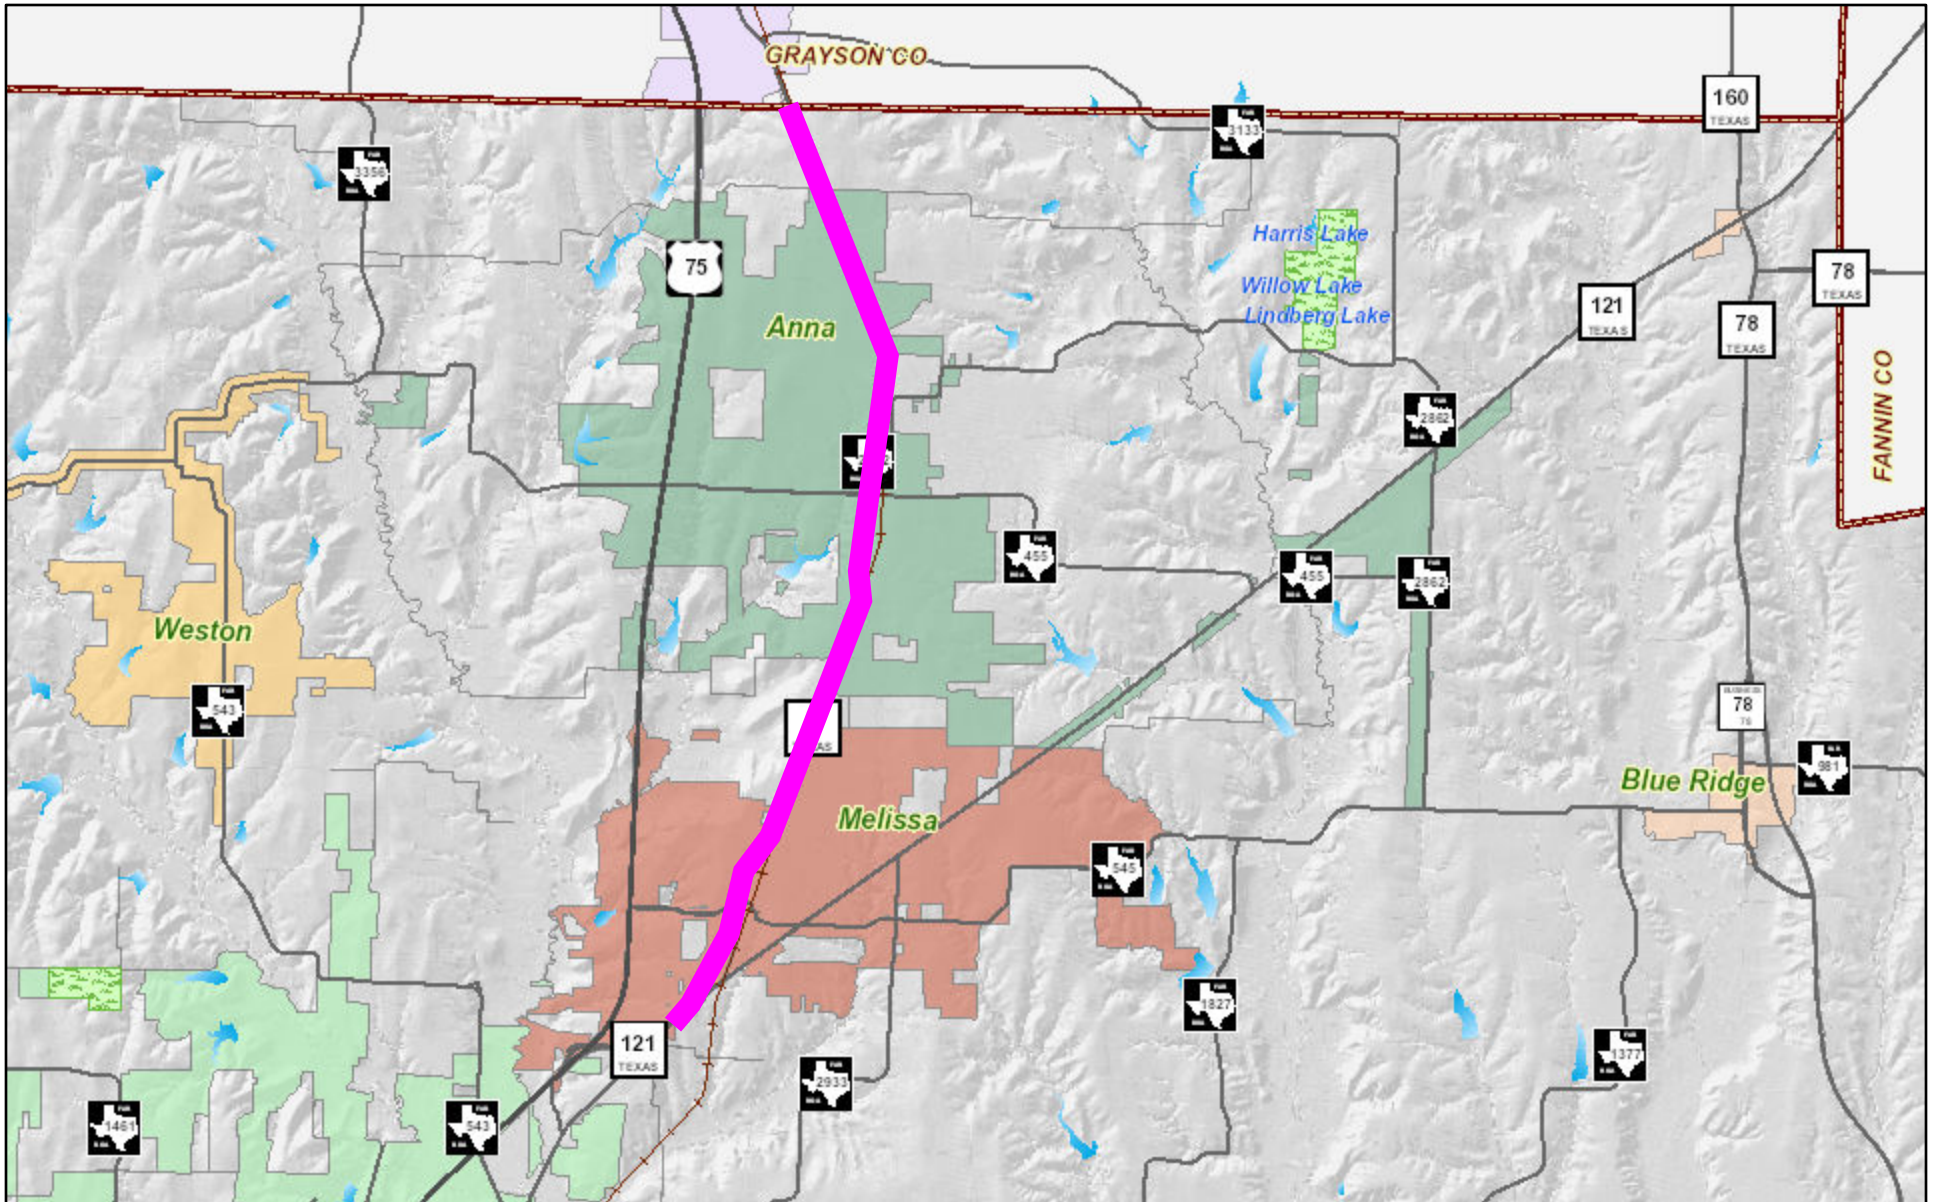 GRAYSON CO
160
TEXAS
3133
3356
Harris Lake
75
78
TEXAS
Willow Lake
121
TEXAS
Lindberg Lake
78
TEXAS
Anna
FANNIN CO
2862
455
455
2862
Weston
543
78
Blue Ridge
981
Melissa
545
1827
121
TEXAS
1377
2933
1461
543